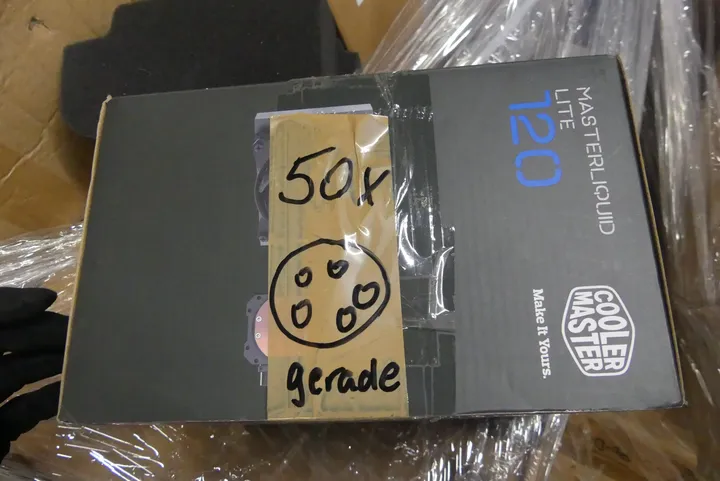 50x
gerade
MASTERLIQUID
LITE
120
COOLER
MASTER
Make It Yours.